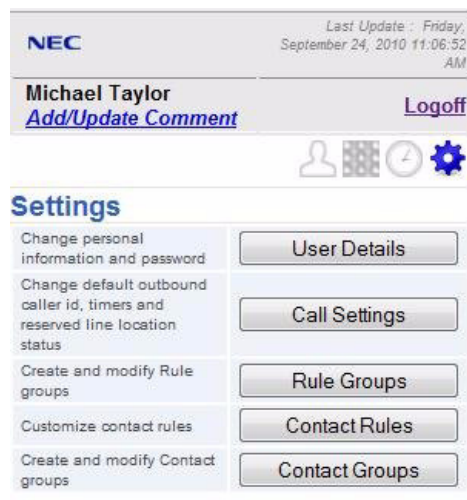 NEC
Last Update : Friday,
September 24, 2010 11:06:52
AM
Michael Taylor
Add/Update Comment
Logoff
Settings
Change personal
information and password
User Details
Change default outbound
caller id, timers and
reserved line location
status
Call Settings
Create and modify Rule
groups
Rule Groups
Customize contact rules
Contact Rules
Create and modify Contact
groups
Contact Groups